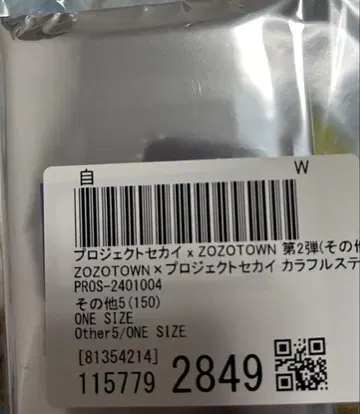 自 W
プロジェクトセカイ x ZOZOTOWN 第2弾(その他
ZOZOTOWN×プロジェクトセカイ カラフルステ
PROS-2401004
その他5(150)
ONE SIZE
Other5/ONE SIZE
[81354214]
115779 2849